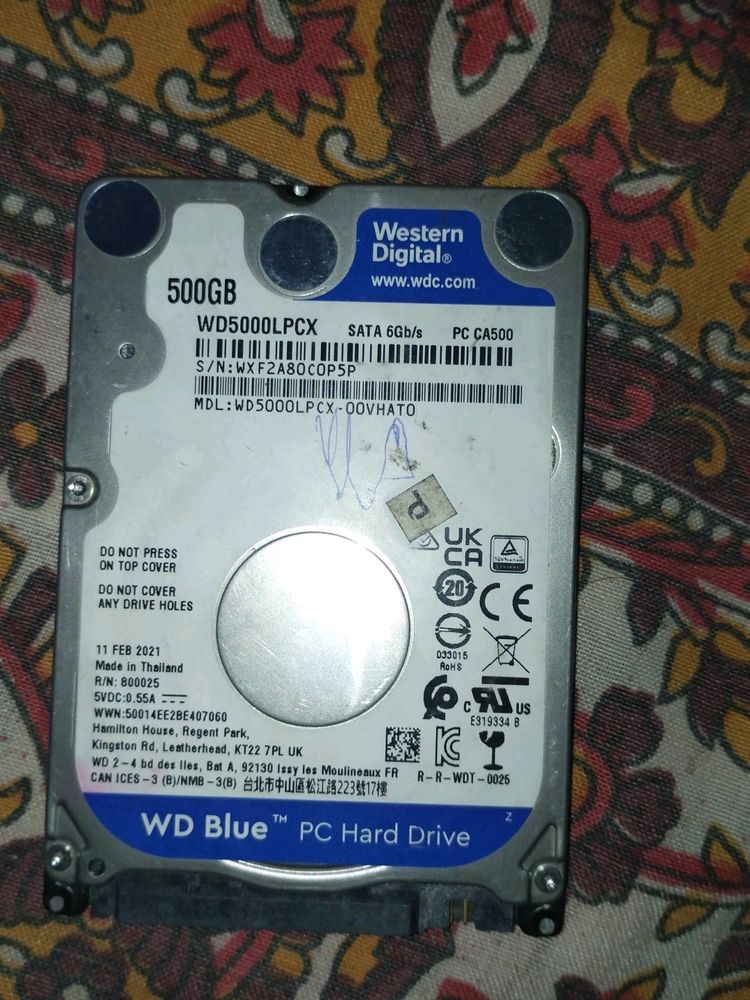 Western
Digital®
www.wdc.com
500GB
WD5000LPCX SATA 6Gb/s PC CA500
S/N:WXF2A80C0P5P
MDL:WD5000LPCX-00VHAT0
P
UK
CA
DO NOT PRESS
ON TOP COVER
20
CE
DO NOT COVER
ANY DRIVE HOLES
D33015
RoHS
11 FEB 2021
Made in Thailand
R/N: 800025
5VDC:0.55A
C US
E319334 B
WWN:50014EE2BE407060
Hamilton House, Regent Park,
Kingston Rd, Leatherhead, KT22 7PL UK
WD 2-4 bd des Iles, Bat A, 92130 Issy les Moulineaux FR
R-R-WDT-0025
CAN ICES-3 (B)/NMB-3(B) 台北市中山區松江路223號17樓
Z
WD Blue™ PC Hard Drive